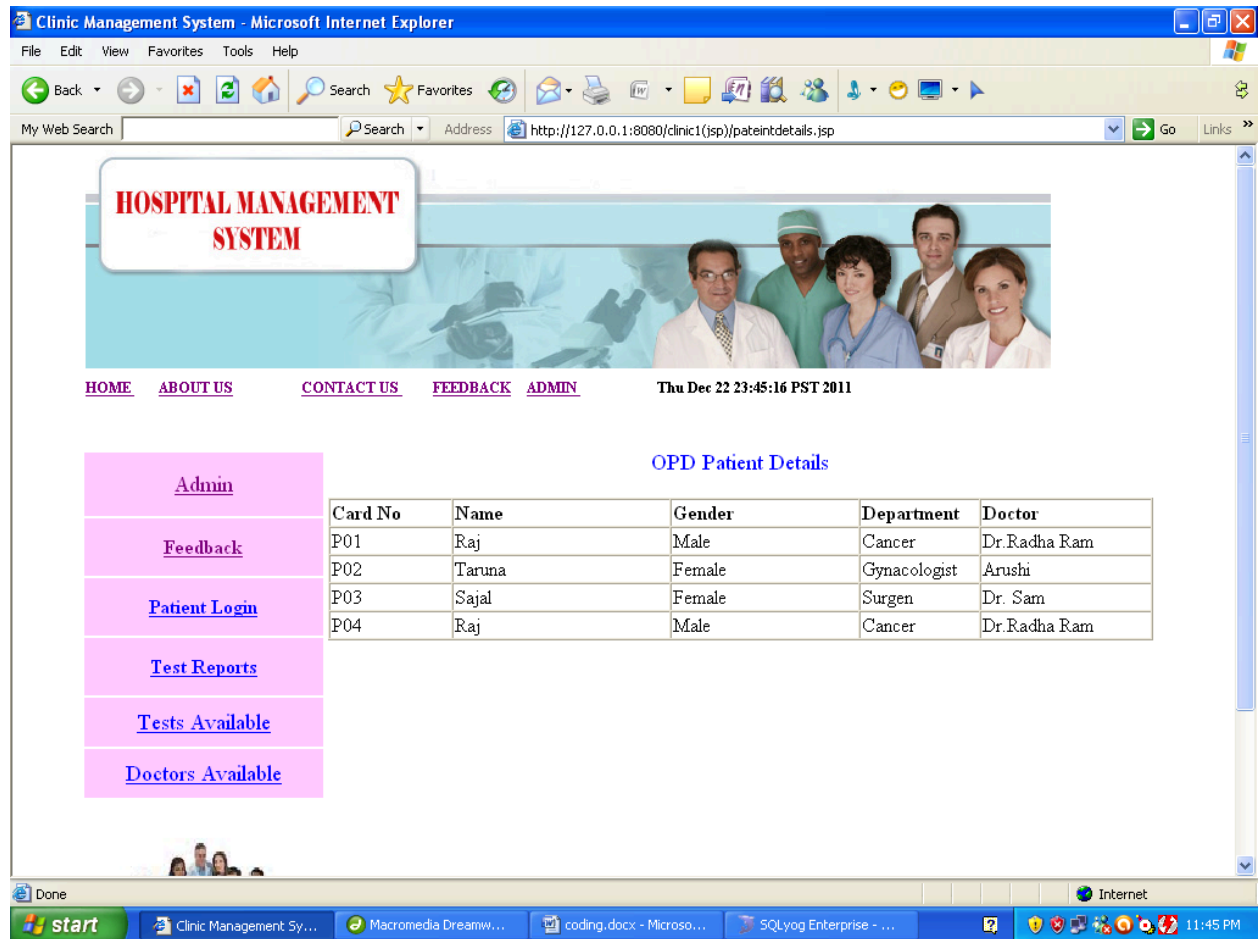 Clinic Management System - Microsoft Internet Explorer
File Edit View Favorites Tools Help
Back Search Favorites
My Web Search Search Address http://127.0.0.1:8080/clinic1(jsp)/pateintdetails.jsp Go Links »
HOSPITAL MANAGEMENT
SYSTEM
HOME ABOUT US CONTACT US FEEDBACK ADMIN Thu Dec 22 23:45:16 PST 2011
OPD Patient Details
Admin
Feedback
Patient Login
Test Reports
Tests Available
Doctors Available
Card No Name Gender Department Doctor
P01 Raj Male Cancer Dr.Radha Ram
P02 Taruna Female Gynacologist Arushi
P03 Sajal Female Surgen Dr. Sam
P04 Raj Male Cancer Dr.Radha Ram
Done Internet
start Clinic Management Sy... Macromedia Dreamw... coding.docx - Microso... SQLyog Enterprise - ... 11:45 PM